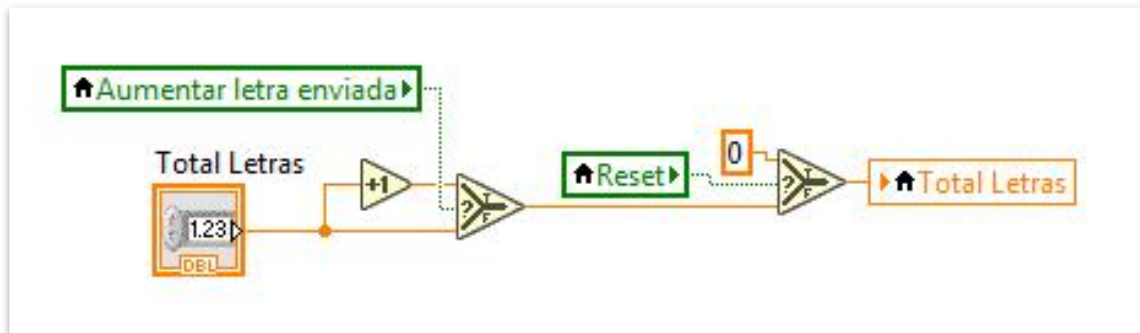 Aumentar letra enviada
Total Letras
+1
1.23
DBL
? T F
Reset
0
? T F
Total Letras